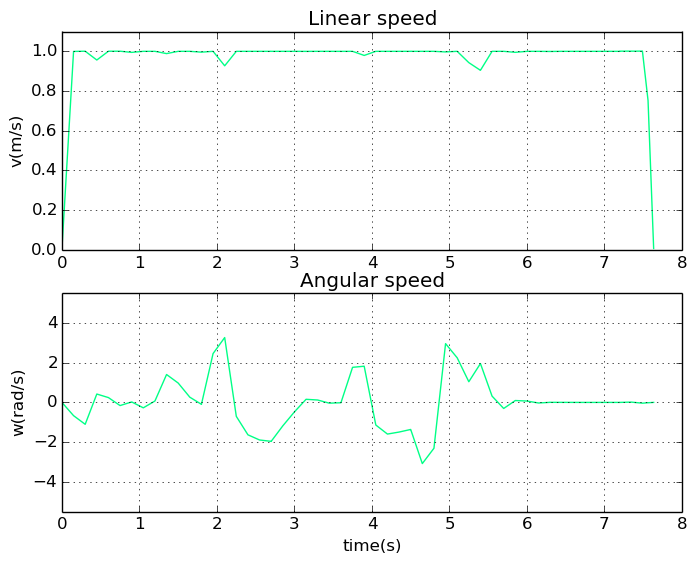 Linear speed
1.0
0.8
0.6
0.4
0.2
0.0
v(m/s)
0 1 2 3 4 5 6 7 8
Angular speed
4
2
0
−2
−4
w(rad/s)
0 1 2 3 4 5 6 7 8
time(s)